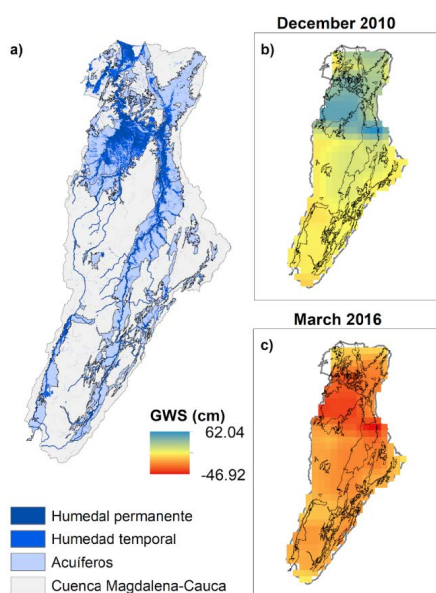 a)
December 2010
b)
March 2016
c)
GWS (cm)
62.04
-46.92
Humedal permanente
Humedad temporal
Acuíferos
Cuenca Magdalena-Cauca